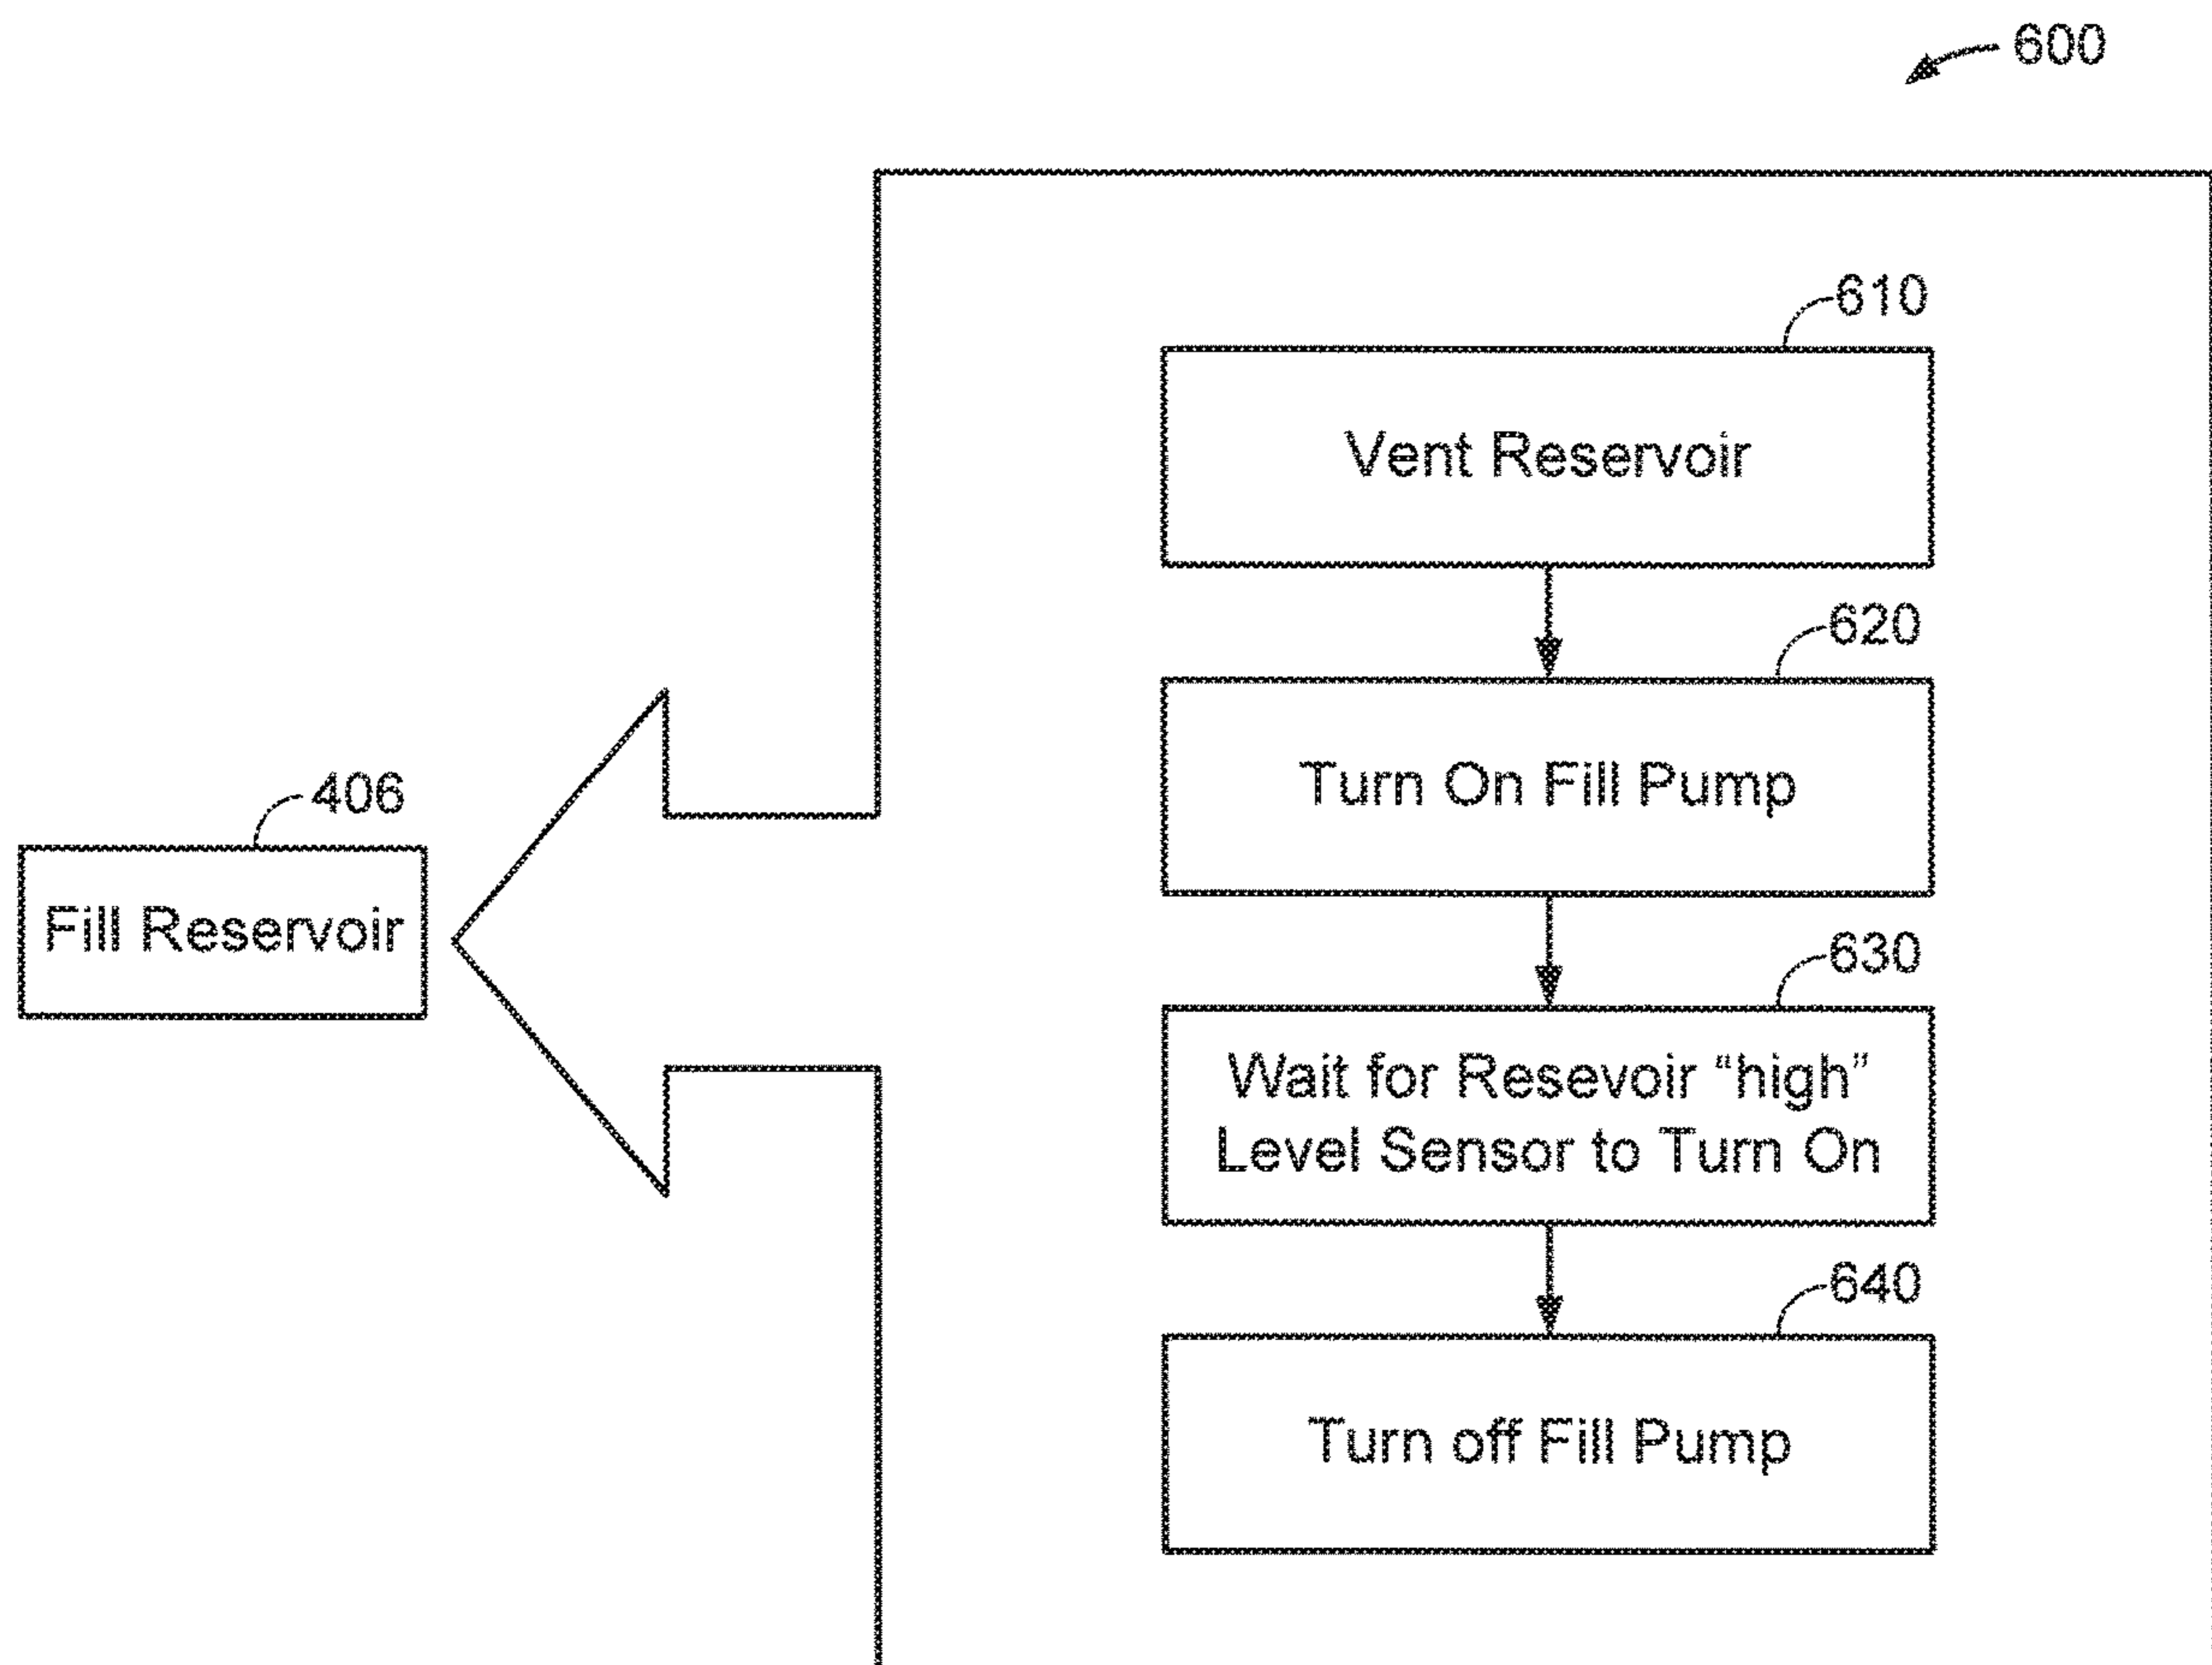 600
610
Vent Reservoir
620
Turn On Fill Pump
406
Fill Reservoir
630
Wait for Resevoir “high”
Level Sensor to Turn On
640
Turn off Fill Pump